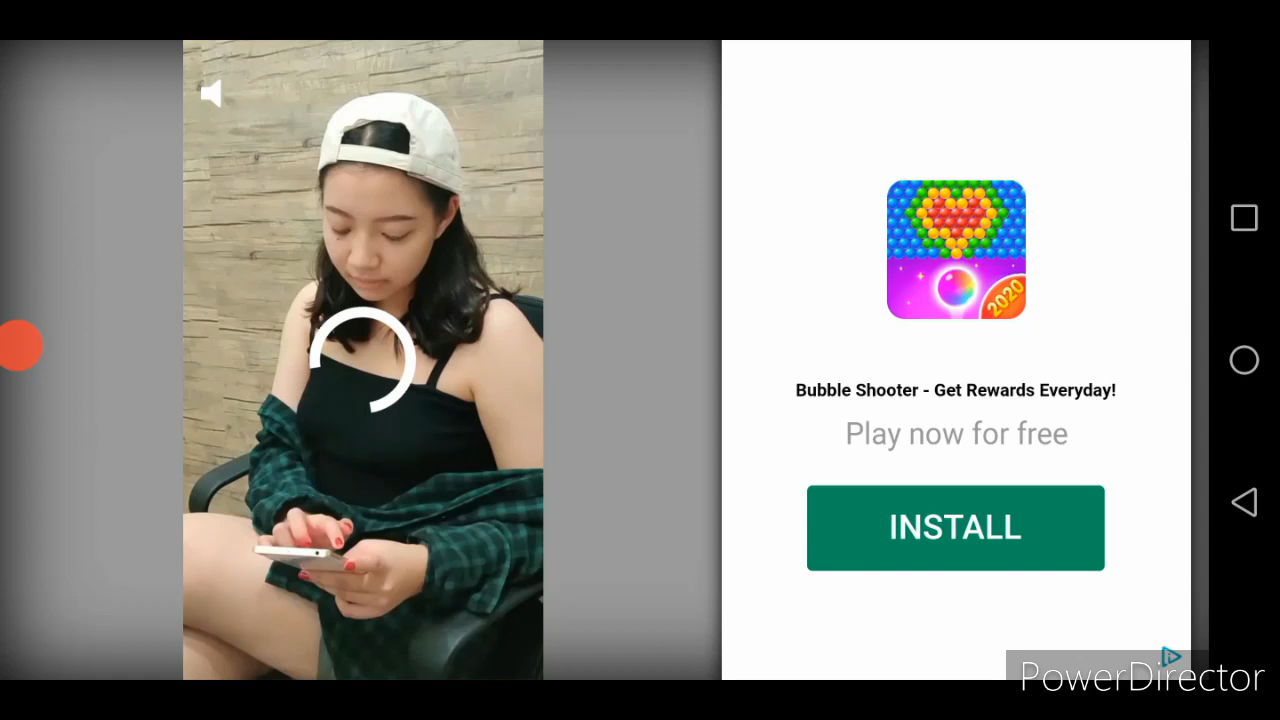 2020
Bubble Shooter - Get Rewards Everyday!
Play now for free
INSTALL
PowerDirector